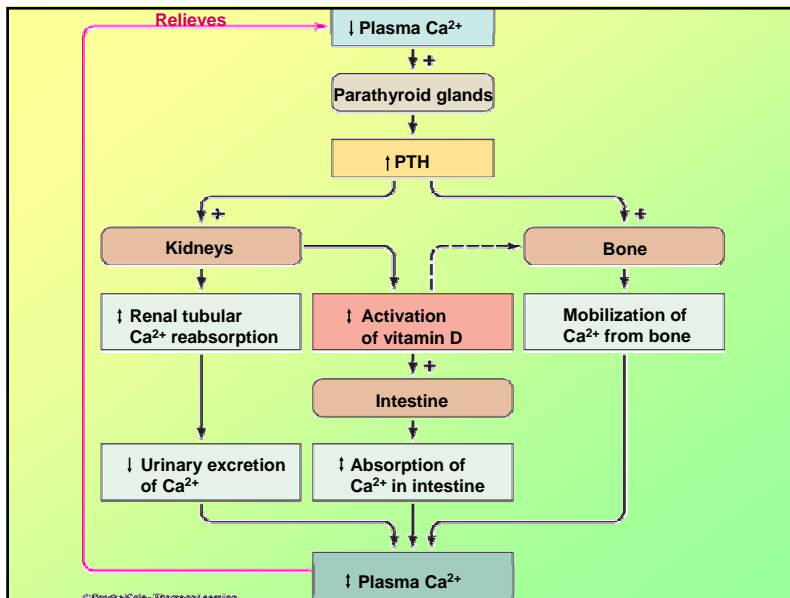 Relieves
↓ Plasma Ca²⁺
+
Parathyroid glands
↑ PTH
+
+
Kidneys
Bone
↕ Renal tubular
Ca²⁺ reabsorption
↕ Activation
of vitamin D
Mobilization of
Ca²⁺ from bone
+
Intestine
↓ Urinary excretion
of Ca²⁺
↕ Absorption of
Ca²⁺ in intestine
↕ Plasma Ca²⁺